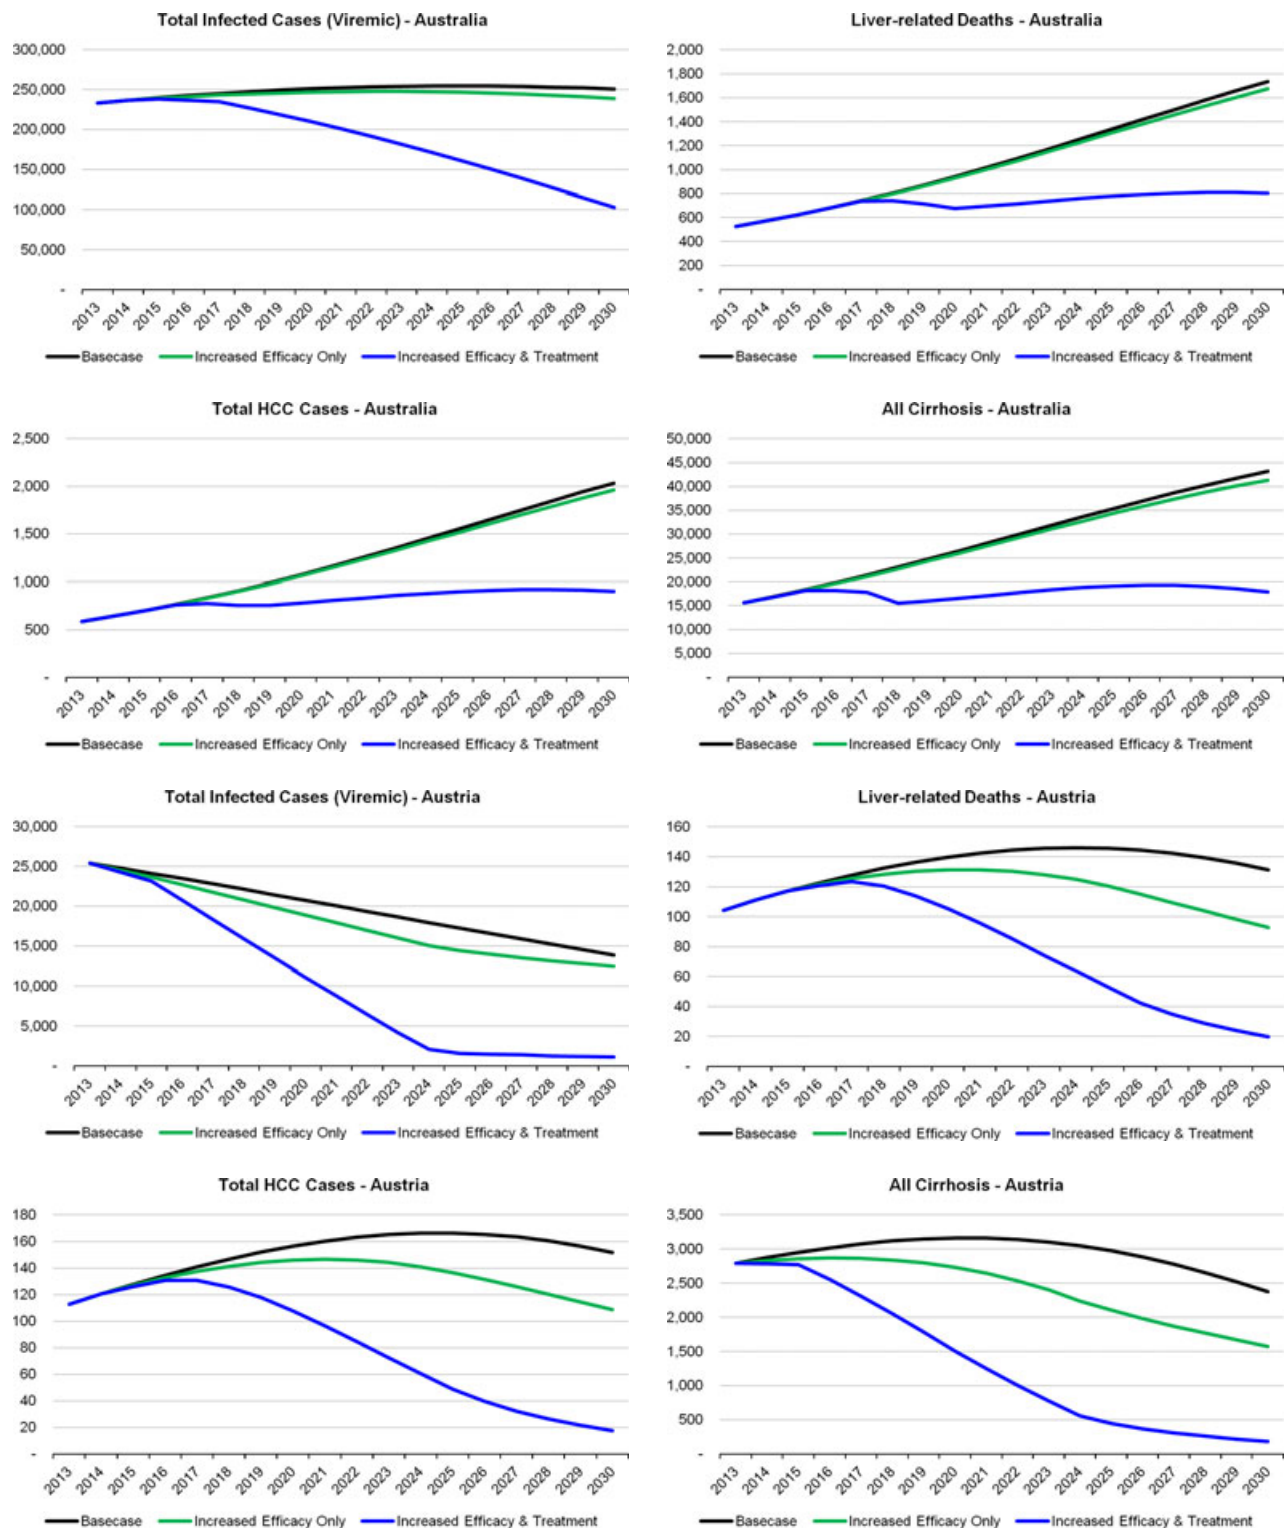 Total Infected Cases (Viremic) - Australia
300,000
250,000
200,000
150,000
100,000
50,000
-
2013 2014 2015 2016 2017 2018 2019 2020 2021 2022 2023 2024 2025 2026 2027 2028 2029 2030
Basecase Increased Efficacy Only Increased Efficacy & Treatment
Liver-related Deaths - Australia
2,000
1,800
1,600
1,400
1,200
1,000
800
600
400
200
-
2013 2014 2015 2016 2017 2018 2019 2020 2021 2022 2023 2024 2025 2026 2027 2028 2029 2030
Basecase Increased Efficacy Only Increased Efficacy & Treatment
Total HCC Cases - Australia
2,500
2,000
1,500
1,000
500
-
2013 2014 2015 2016 2017 2018 2019 2020 2021 2022 2023 2024 2025 2026 2027 2028 2029 2030
Basecase Increased Efficacy Only Increased Efficacy & Treatment
All Cirrhosis - Australia
50,000
45,000
40,000
35,000
30,000
25,000
20,000
15,000
10,000
5,000
-
2013 2014 2015 2016 2017 2018 2019 2020 2021 2022 2023 2024 2025 2026 2027 2028 2029 2030
Basecase Increased Efficacy Only Increased Efficacy & Treatment
Total Infected Cases (Viremic) - Austria
30,000
25,000
20,000
15,000
10,000
5,000
-
2013 2014 2015 2016 2017 2018 2019 2020 2021 2022 2023 2024 2025 2026 2027 2028 2029 2030
Basecase Increased Efficacy Only Increased Efficacy & Treatment
Liver-related Deaths - Austria
160
140
120
100
80
60
40
20
-
2013 2014 2015 2016 2017 2018 2019 2020 2021 2022 2023 2024 2025 2026 2027 2028 2029 2030
Basecase Increased Efficacy Only Increased Efficacy & Treatment
Total HCC Cases - Austria
180
160
140
120
100
80
60
40
20
-
2013 2014 2015 2016 2017 2018 2019 2020 2021 2022 2023 2024 2025 2026 2027 2028 2029 2030
Basecase Increased Efficacy Only Increased Efficacy & Treatment
All Cirrhosis - Austria
3,500
3,000
2,500
2,000
1,500
1,000
500
-
2013 2014 2015 2016 2017 2018 2019 2020 2021 2022 2023 2024 2025 2026 2027 2028 2029 2030
Basecase Increased Efficacy Only Increased Efficacy & Treatment